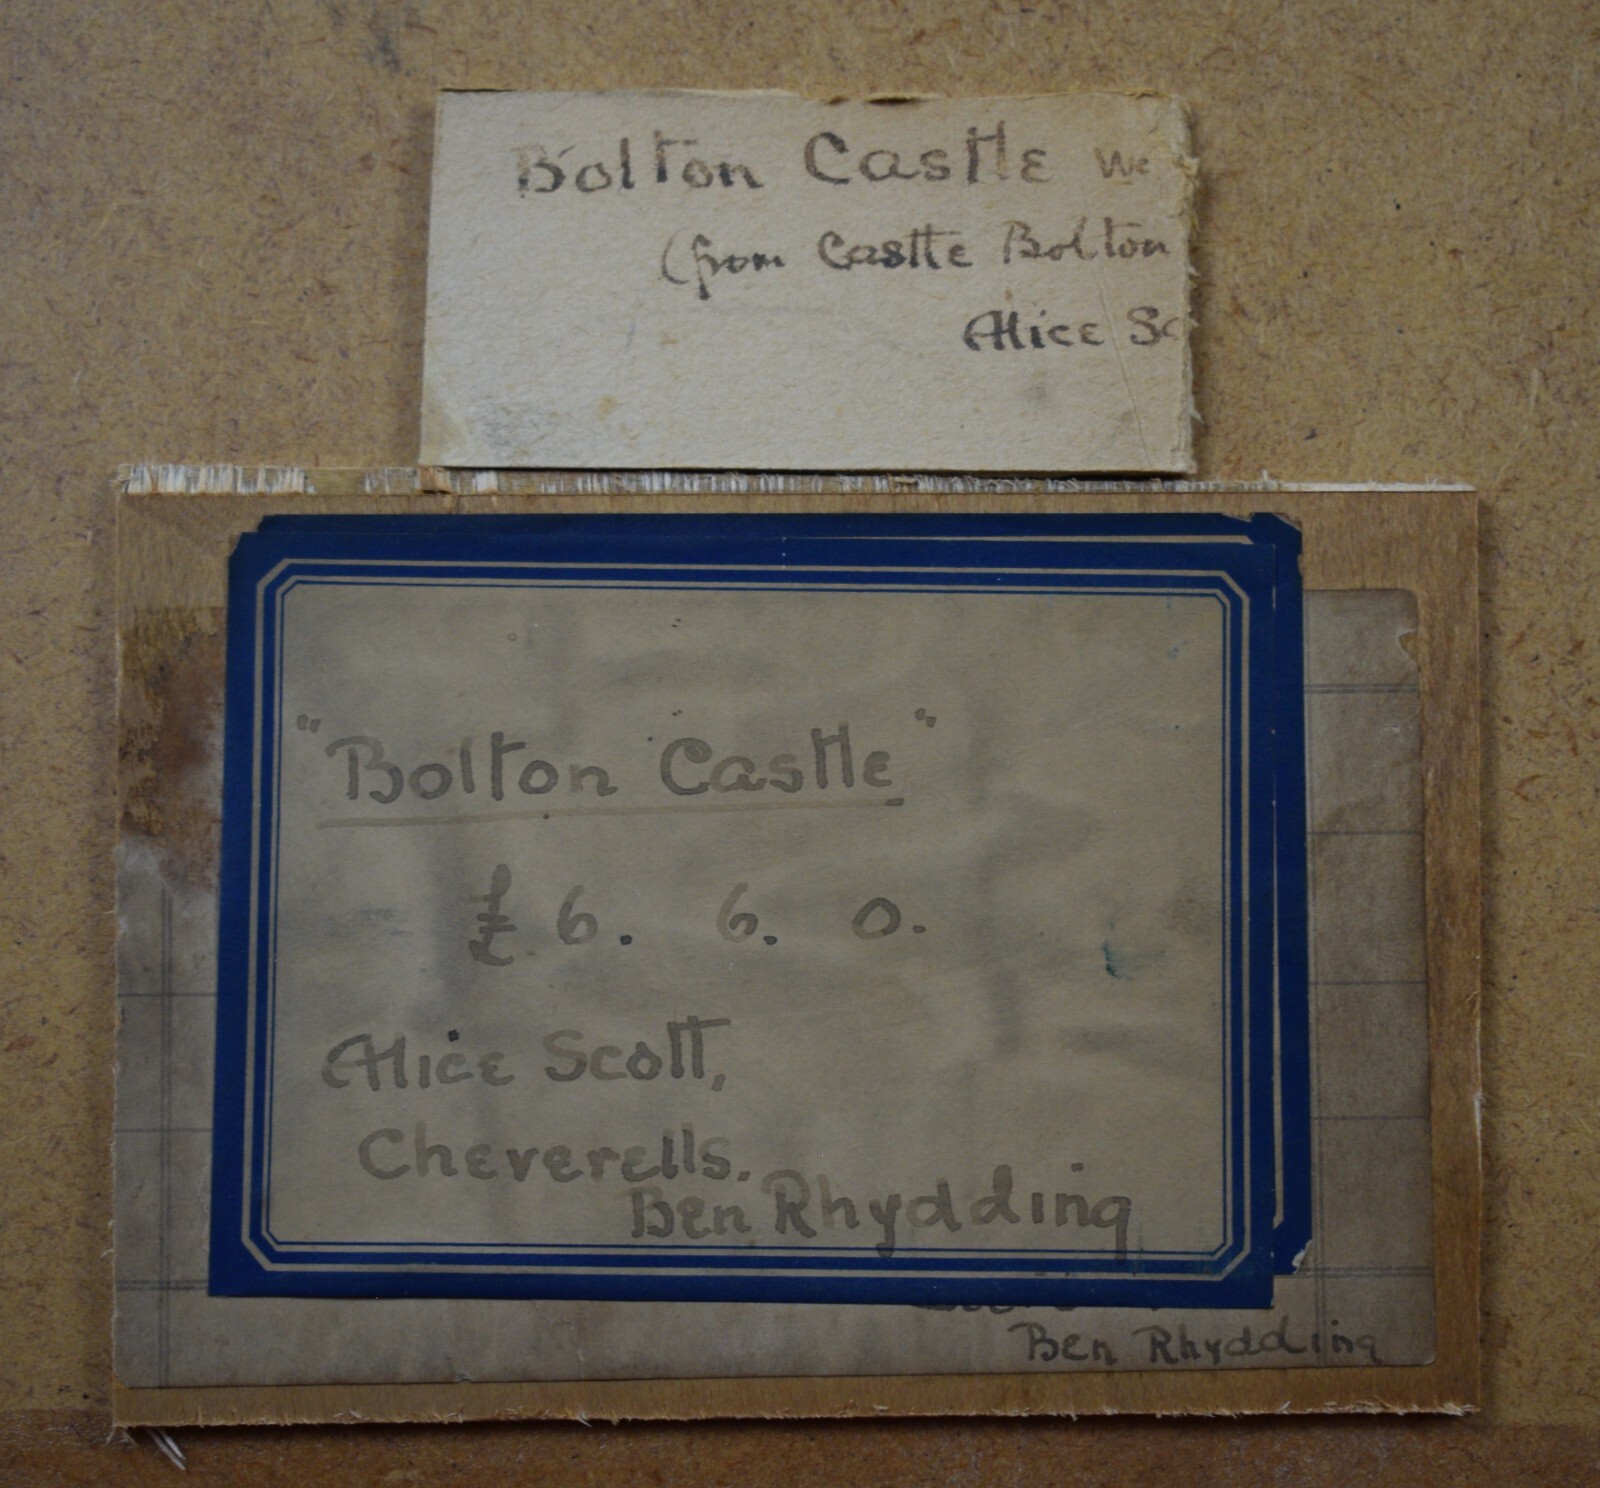 Bolton Castle We
(from Castle Bolton
Alice Sc
"Bolton Castle"
£6. 6. 0.
Alice Scott,
Cheverells.
Ben Rhydding
Ben Rhydding